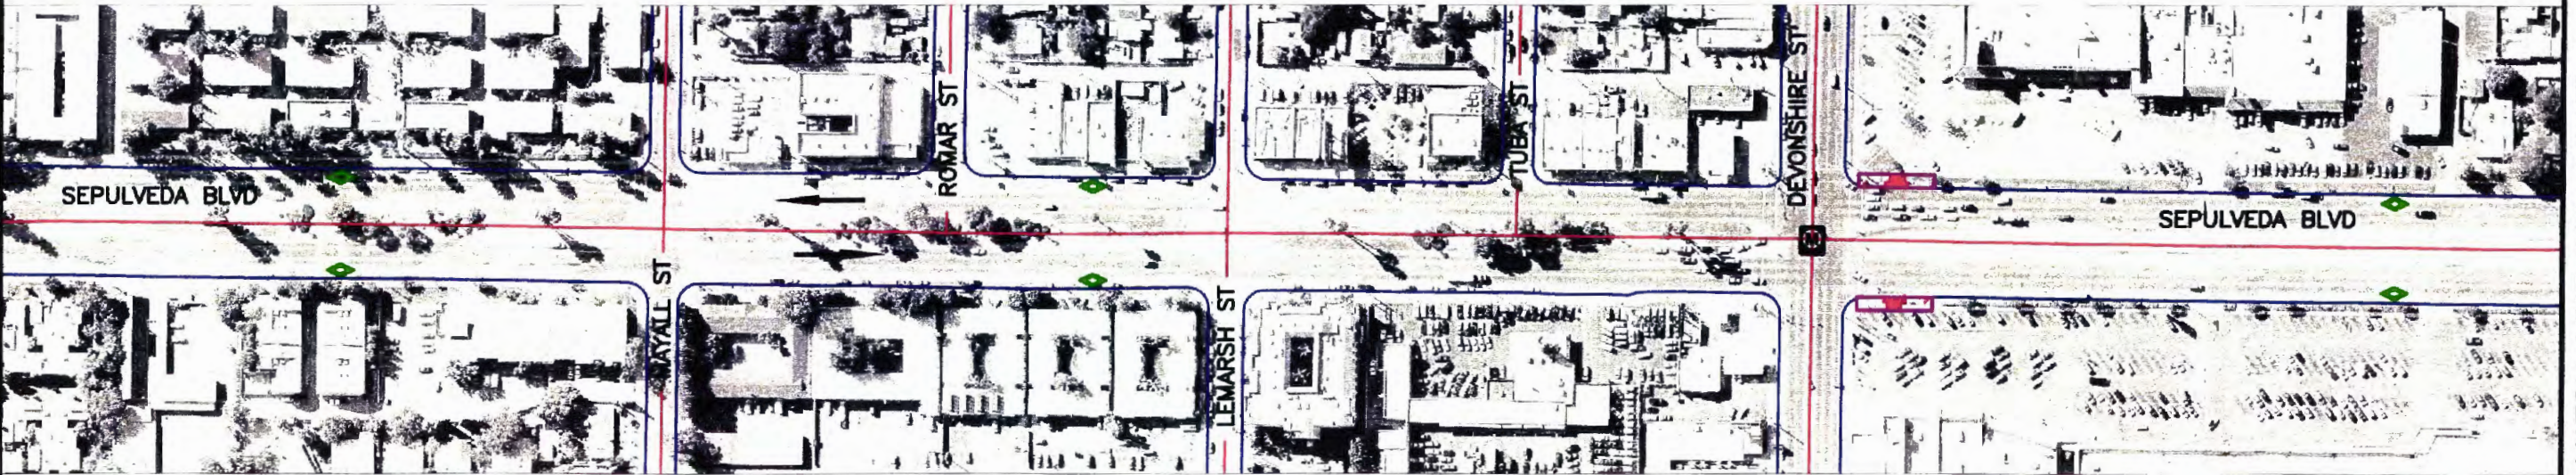 SEPULVEDA BLVD
MAYALL ST
ROMAR ST
LEMARSH ST
TUBA ST
DEVONSHIRE ST
SEPULVEDA BLVD